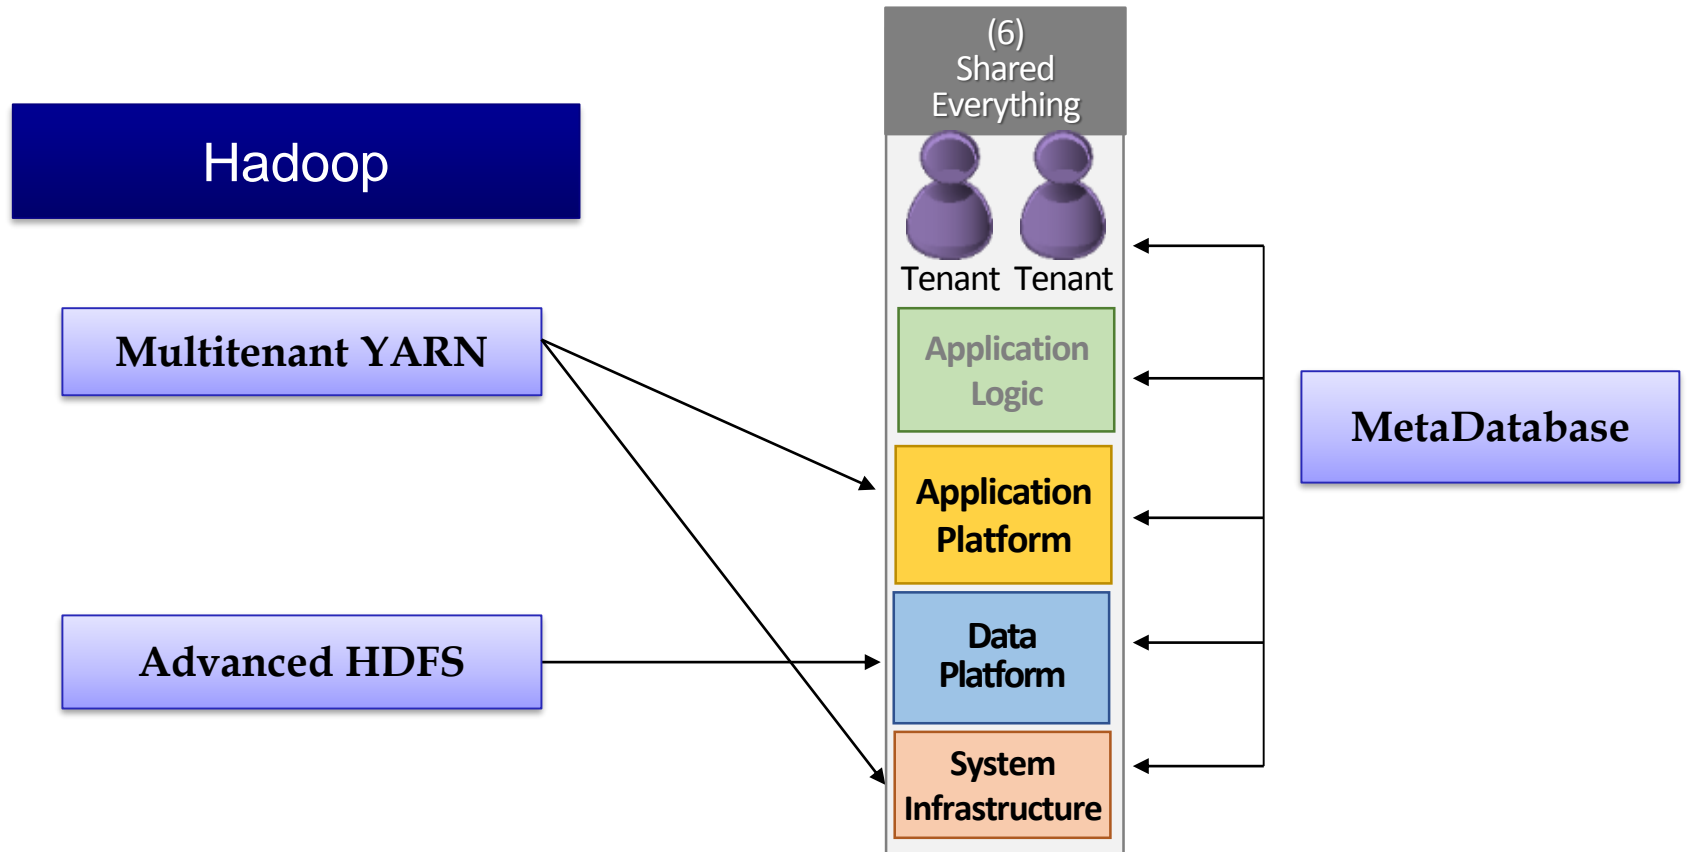 (6)
Shared
Everything
Hadoop
Tenant Tenant
Multitenant YARN
Application
Logic
MetaDatabase
Application
Platform
Advanced HDFS
Data
Platform
System
Infrastructure